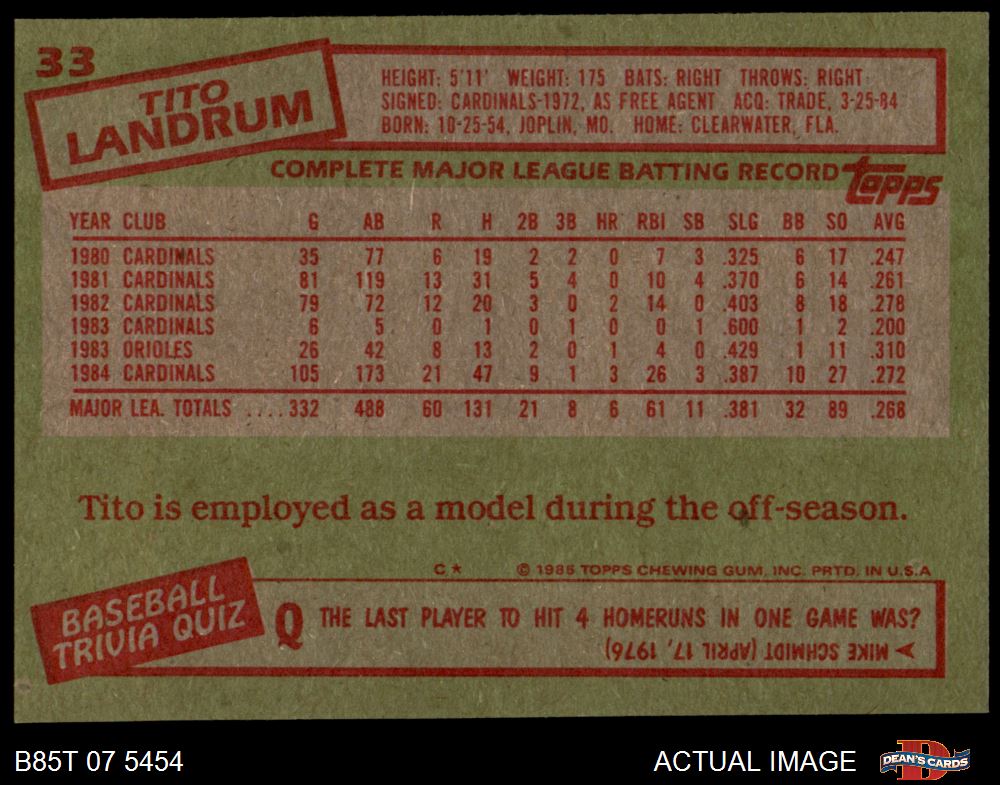 33
TITO
LANDRUM
HEIGHT: 5'11' WEIGHT: 175 BATS: RIGHT THROWS: RIGHT
SIGNED: CARDINALS-1972, AS FREE AGENT ACQ: TRADE, 3-25-84
BORN: 10-25-54, JOPLIN, MO. HOME: CLEARWATER, FLA.
COMPLETE MAJOR LEAGUE BATTING RECORD topps
YEAR CLUB G AB R H 2B 3B HR RBI SB SLG BB SO AVG
1980 CARDINALS 35 77 6 19 2 2 0 7 3 .325 6 17 .247
1981 CARDINALS 81 119 13 31 5 4 0 10 4 .370 6 14 .261
1982 CARDINALS 79 72 12 20 3 0 2 14 0 .403 8 18 .278
1983 CARDINALS 6 5 0 1 0 1 0 0 1 .600 1 2 .200
1983 ORIOLES 26 42 8 13 2 0 1 4 0 .429 1 11 .310
1984 CARDINALS 105 173 21 47 9 1 3 26 3 .387 10 27 .272
MAJOR LEA. TOTALS ....332 488 60 131 21 8 6 61 11 .381 32 89 .268
Tito is employed as a model during the off-season.
C* © 1985 TOPPS CHEWING GUM, INC. PRTD. IN U.S.A
BASEBALL
TRIVIA QUIZ
Q THE LAST PLAYER TO HIT 4 HOMERUNS IN ONE GAME WAS?
MIKE SCHMIDT (APRIL 17, 1976)
B85T 07 5454 ACTUAL IMAGE DEAN'S CARDS